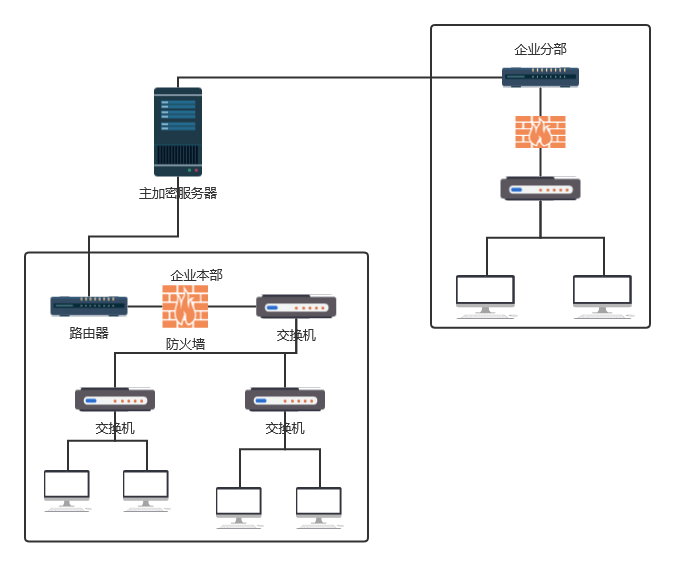 企业分部
主加密服务器
企业本部
路由器
防火墙
交换机
交换机
交换机